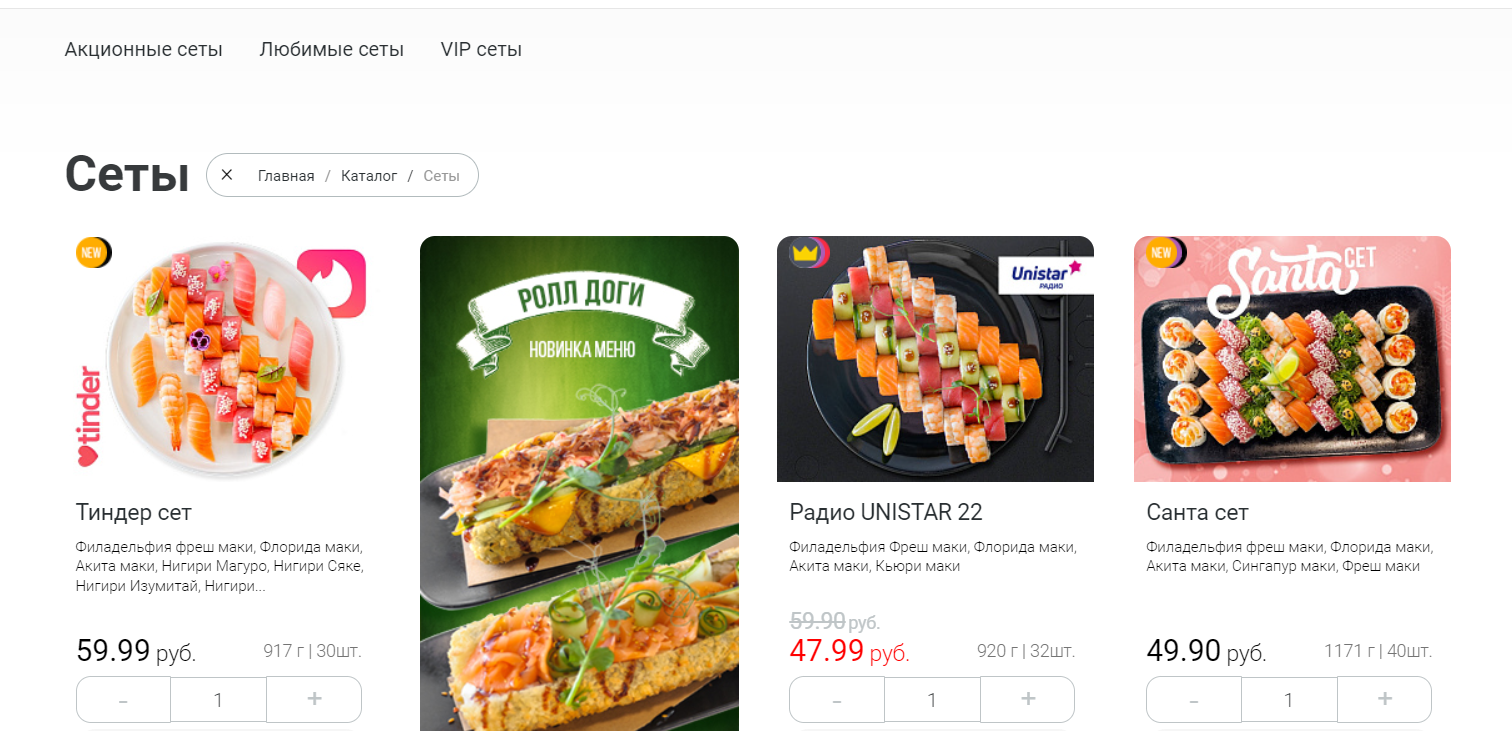 Акционные сеты
Любимые сеты
VIP сеты
Сеты
× Главная / Каталог / Сеты
NEW
tinder
Тиндер сет
Филадельфия фреш маки, Флорида маки,
Акита маки, Нигири Магуро, Нигири Сяке,
Нигири Изумитай, Нигири...
59.99 руб.
917 г | 30шт.
- 1 +
РОЛЛ ДОГИ
НОВИНКА МЕНЮ
Unistar
РАДИО
Радио UNISTAR 22
Филадельфия Фреш маки, Флорида маки,
Акита маки, Кьюри маки
59.90 руб.
47.99 руб.
920 г | 32шт.
- 1 +
NEW
Santa СЕТ
Санта сет
Филадельфия фреш маки, Флорида маки,
Акита маки, Сингапур маки, Фреш маки
49.90 руб.
1171 г | 40шт.
- 1 +